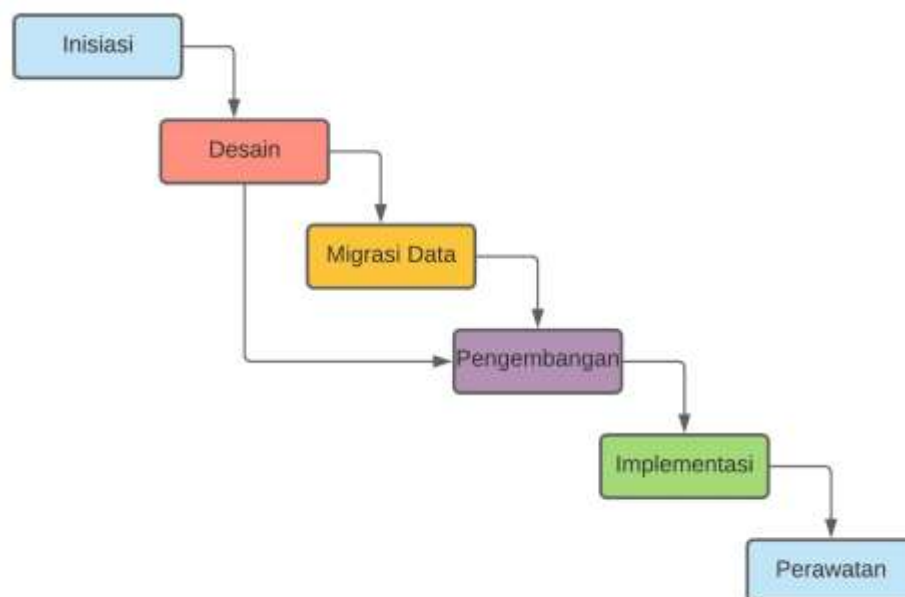 Inisiasi
Desain
Migrasi Data
Pengembangan
Implementasi
Perawatan